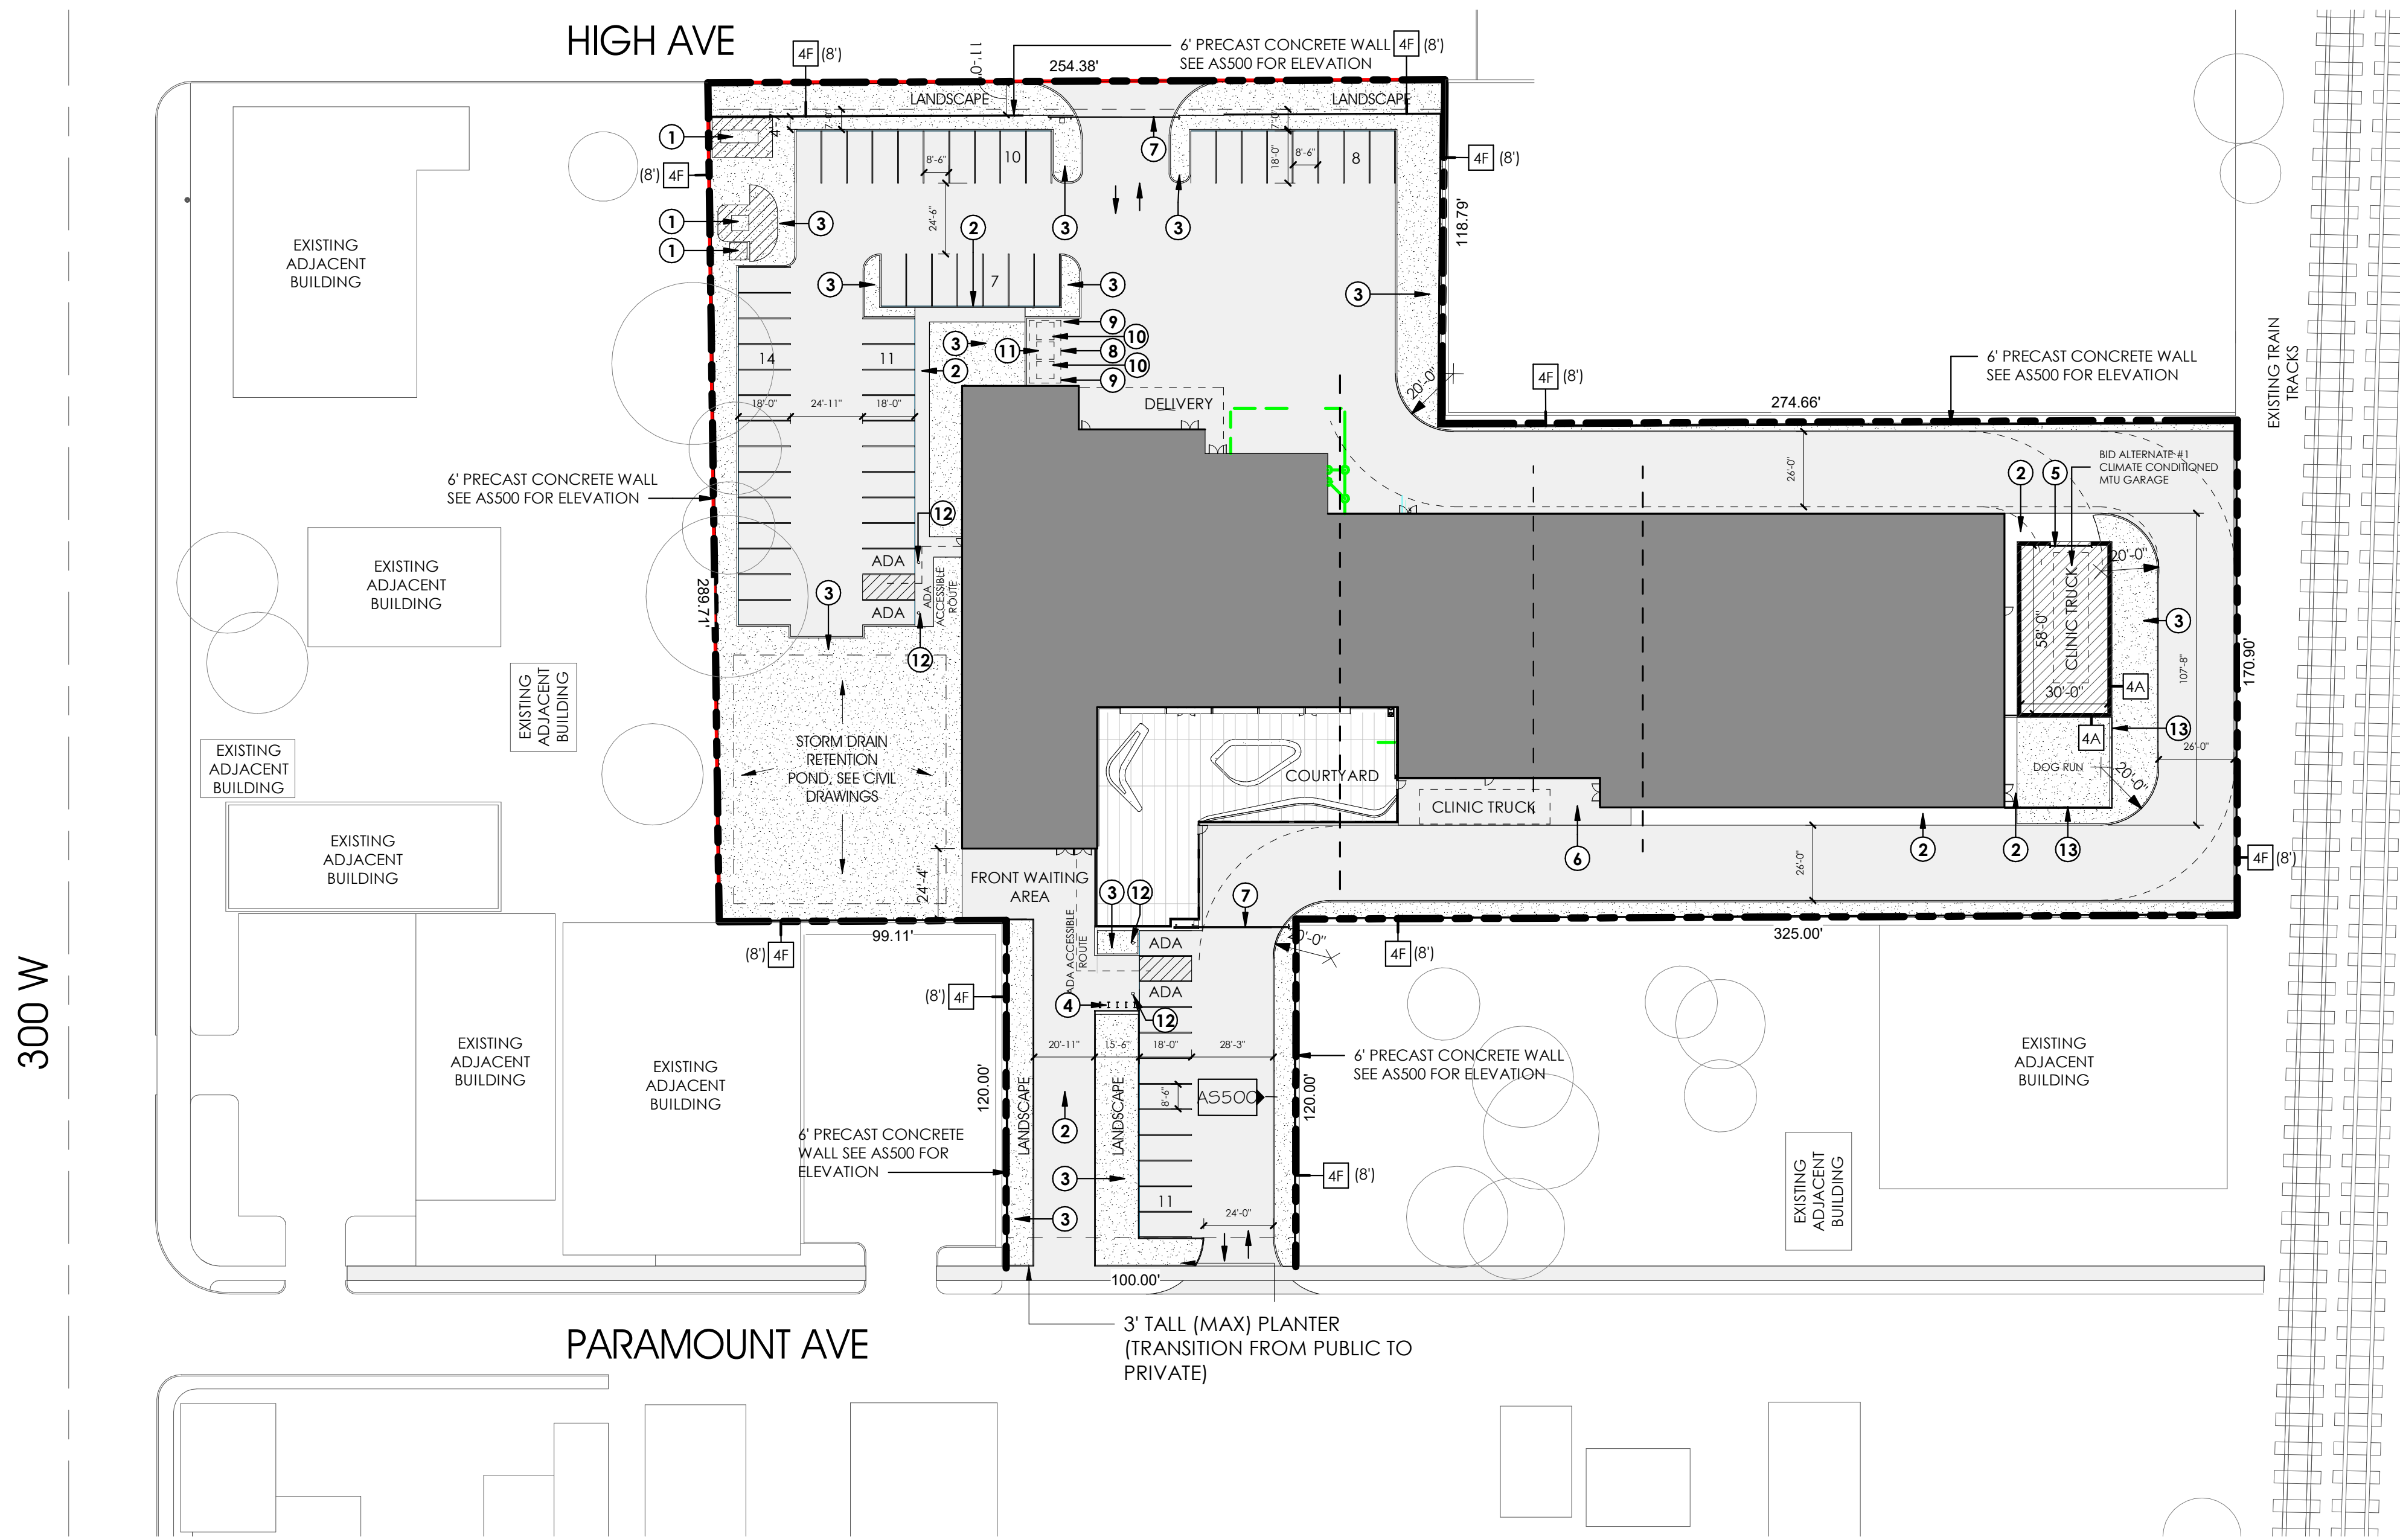 HIGH AVE
4F (8')
11'-0"
254.38'
6' PRECAST CONCRETE WALL
SEE AS500 FOR ELEVATION
4F (8')
LANDSCAPE
LANDSCAPE
1
4'-
7'-0"
7
(8') 4F
8'-6"
10
18'-0"
8'-6"
8
4F (8')
1
1
3
24'-6"
2
3
3
118.79'
3
7
3
3
9
10
3
11
8
10
2
9
14
11
18'-0"
24'-11"
18'-0"
DELIVERY
20'-0"
4F (8')
274.66'
6' PRECAST CONCRETE WALL
SEE AS500 FOR ELEVATION
EXISTING TRAIN
TRACKS
EXISTING
ADJACENT
BUILDING
6' PRECAST CONCRETE WALL
SEE AS500 FOR ELEVATION
12
26'-0"
2
5
BID ALTERNATE #1
CLIMATE CONDITIONED
MTU GARAGE
EXISTING
ADJACENT
BUILDING
289.71'
3
ADA
ADA
ADA
ACCESSIBLE
ROUTE
12
20'-0"
58'-0"
CLINIC TRUCK
30'-0"
3
107'-8"
170.90'
4A
4A
13
26'-0"
EXISTING
ADJACENT
BUILDING
EXISTING
ADJACENT
BUILDING
STORM DRAIN
RETENTION
POND, SEE CIVIL
DRAWINGS
COURTYARD
CLINIC TRUCK
DOG RUN
20'-0"
EXISTING
ADJACENT
BUILDING
6
2
2
13
4F (8')
24'-4"
FRONT WAITING
AREA
3
12
7
26'-0"
99.11'
(8') 4F
ADA ACCESSIBLE
ROUTE
ADA
ADA
20'-0"
4F (8')
325.00'
(8') 4F
4
12
300 W
EXISTING
ADJACENT
BUILDING
EXISTING
ADJACENT
BUILDING
20'-11"
15'-6"
18'-0"
28'-3"
6' PRECAST CONCRETE WALL
SEE AS500 FOR ELEVATION
EXISTING
ADJACENT
BUILDING
120.00'
LANDSCAPE
LANDSCAPE
8'-6"
AS500
120.00'
2
6' PRECAST CONCRETE
WALL SEE AS500 FOR
ELEVATION
3
11
4F (8')
EXISTING
ADJACENT
BUILDING
3
24'-0"
100.00'
PARAMOUNT AVE
3' TALL (MAX) PLANTER
(TRANSITION FROM PUBLIC TO
PRIVATE)